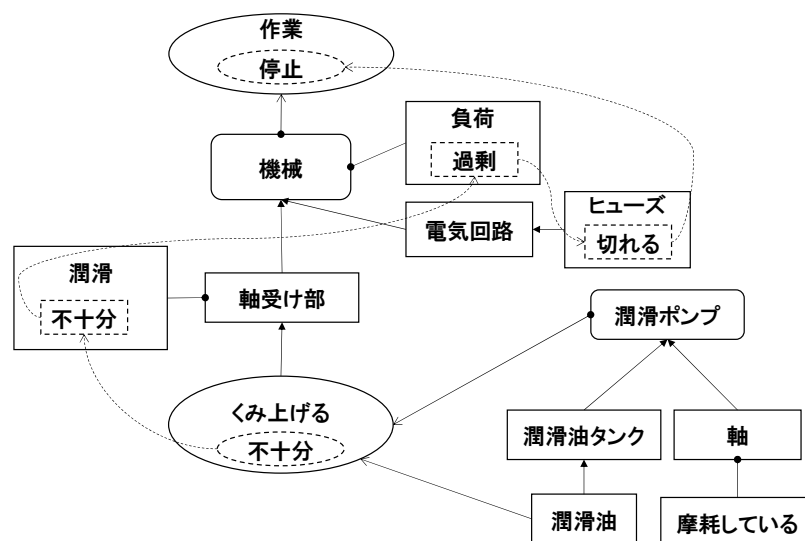 作業
停止
負荷
過剰
機械
ヒューズ
切れる
電気回路
潤滑
不十分
軸受け部
潤滑ポンプ
くみ上げる
不十分
潤滑油タンク
軸
潤滑油
摩耗している